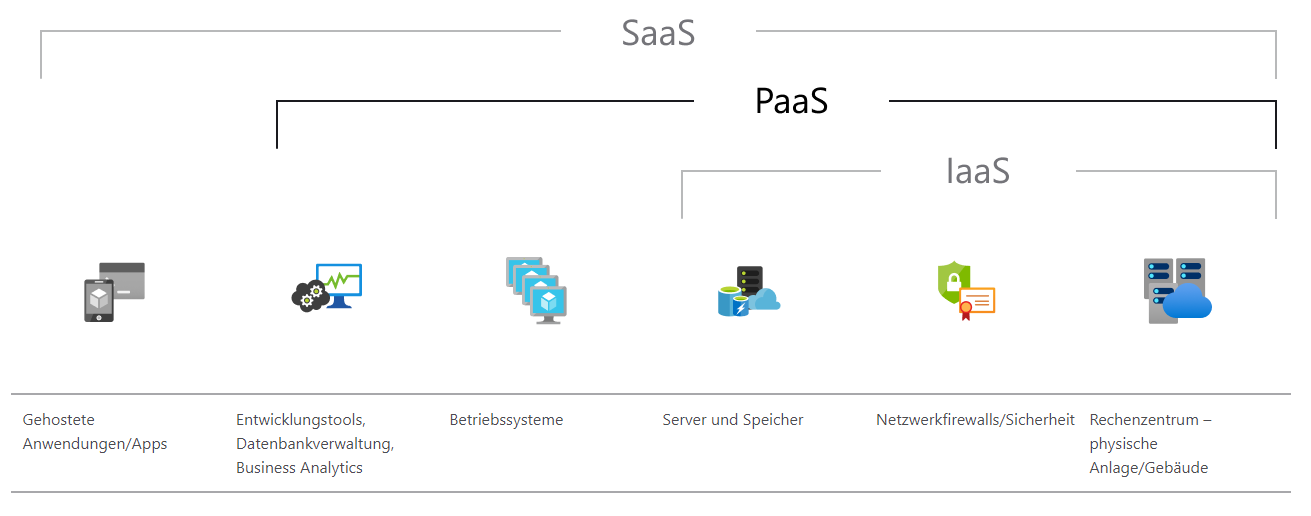 SaaS
PaaS
IaaS
Gehostete
Anwendungen/Apps
Entwicklungstools,
Datenbankverwaltung,
Business Analytics
Betriebssysteme
Server und Speicher
Netzwerkfirewalls/Sicherheit
Rechenzentrum –
physische
Anlage/Gebäude